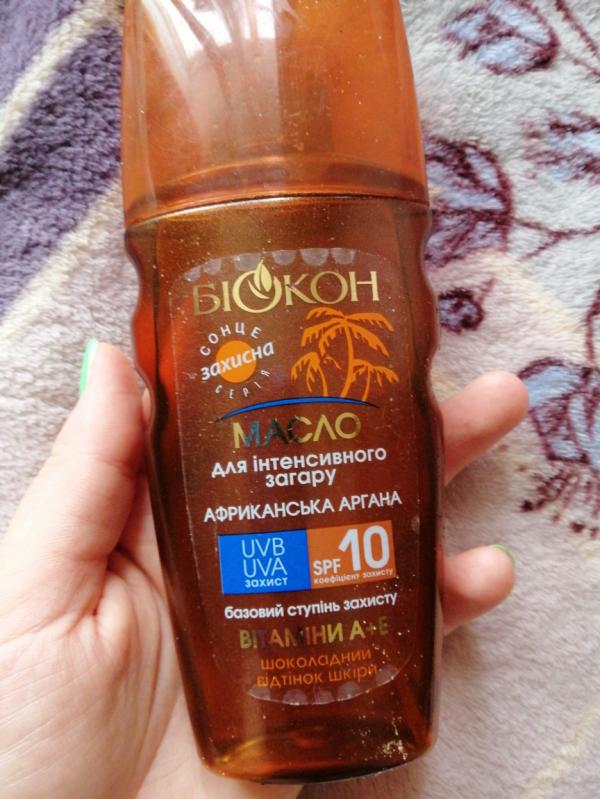 БІОКОН
СОНЦЕ
захисна
СЕРІЯ
МАСЛО
для інтенсивного
загару
АФРИКАНСЬКА АРГАНА
UVB
UVA
захист
SPF 10
коефіцієнт захисту
базовий ступінь захисту
ВІТАМІНИ А+Е
шоколадний
відтінок шкіри